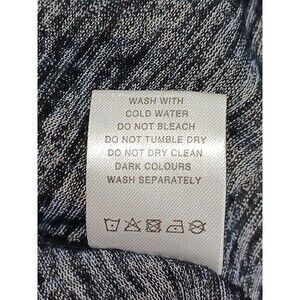 WASH WITH
COLD WATER
DO NOT BLEACH
DO NOT TUMBLE DRY
DO NOT DRY CLEAN
DARK COLOURS
WASH SEPARATELY